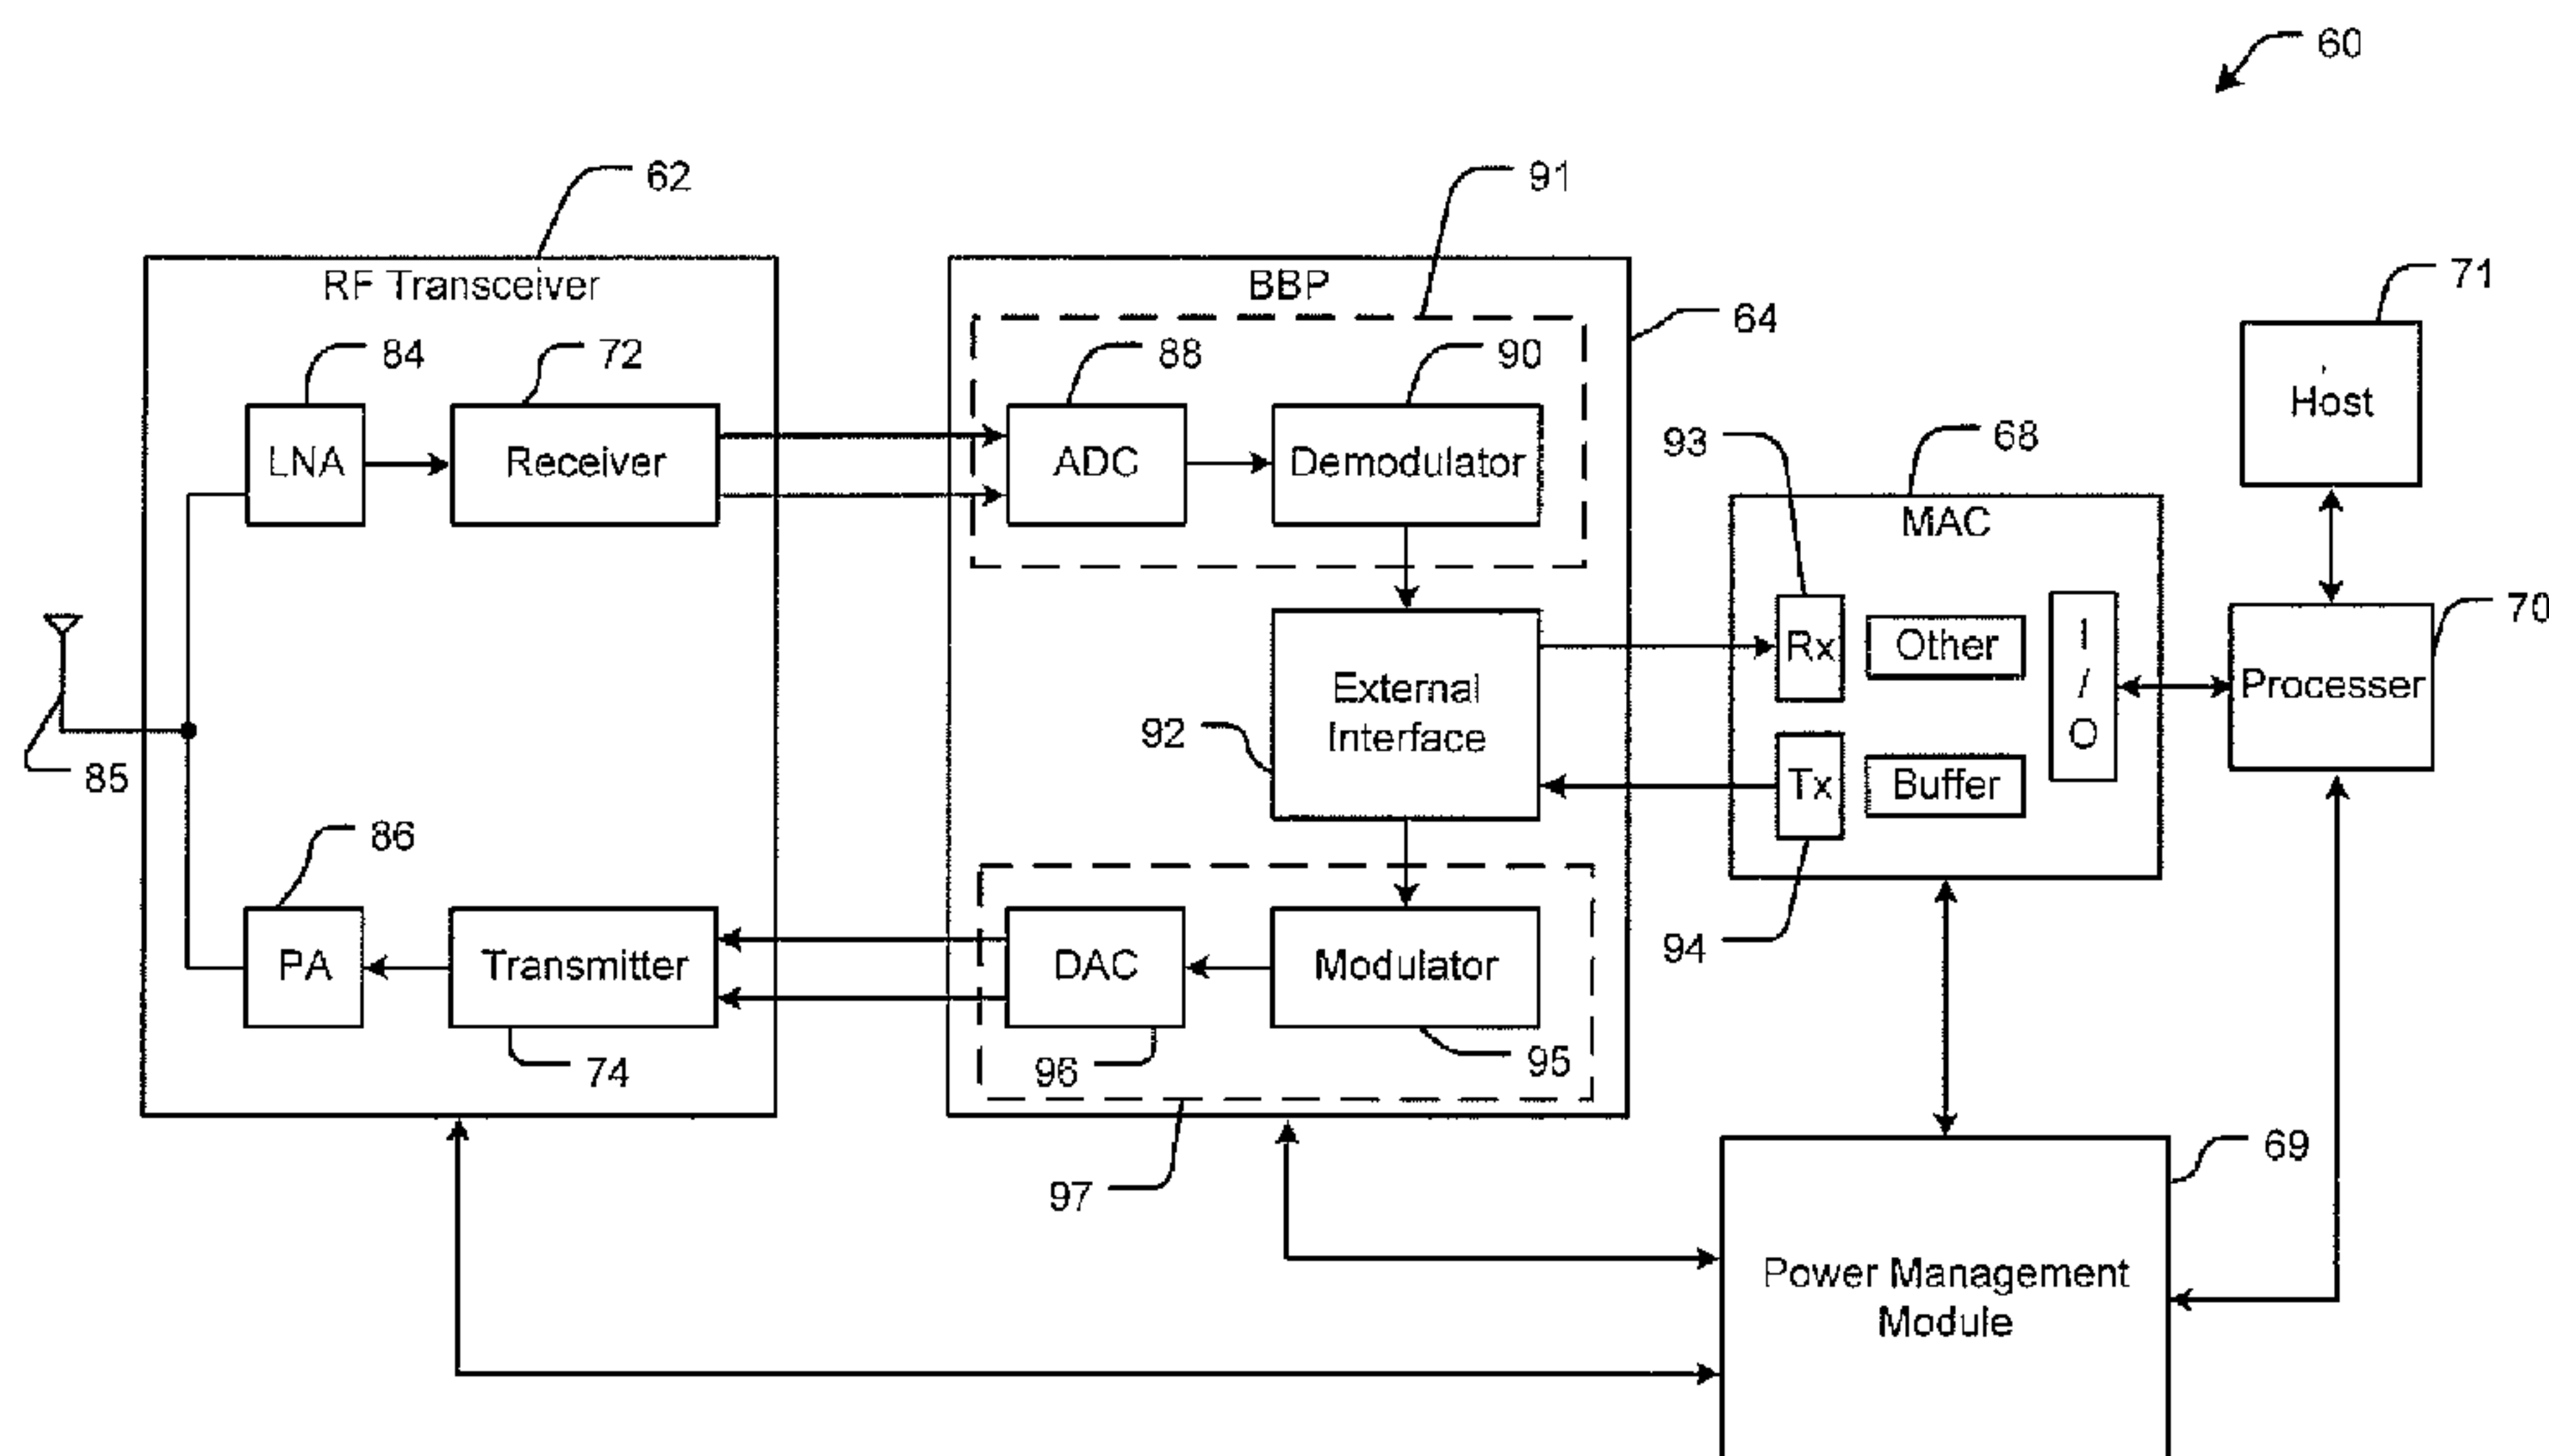 60
62
91
RF Transceiver
BBP
71
64
84
72
88
90
Host
LNA
Receiver
ADC
Demodulator
93
68
MAC
70
Rx
Other
I
/
O
Processer
External
Interface
92
85
Tx
Buffer
86
94
PA
Transmitter
DAC
Modulator
74
96
95
97
69
Power Management
Module